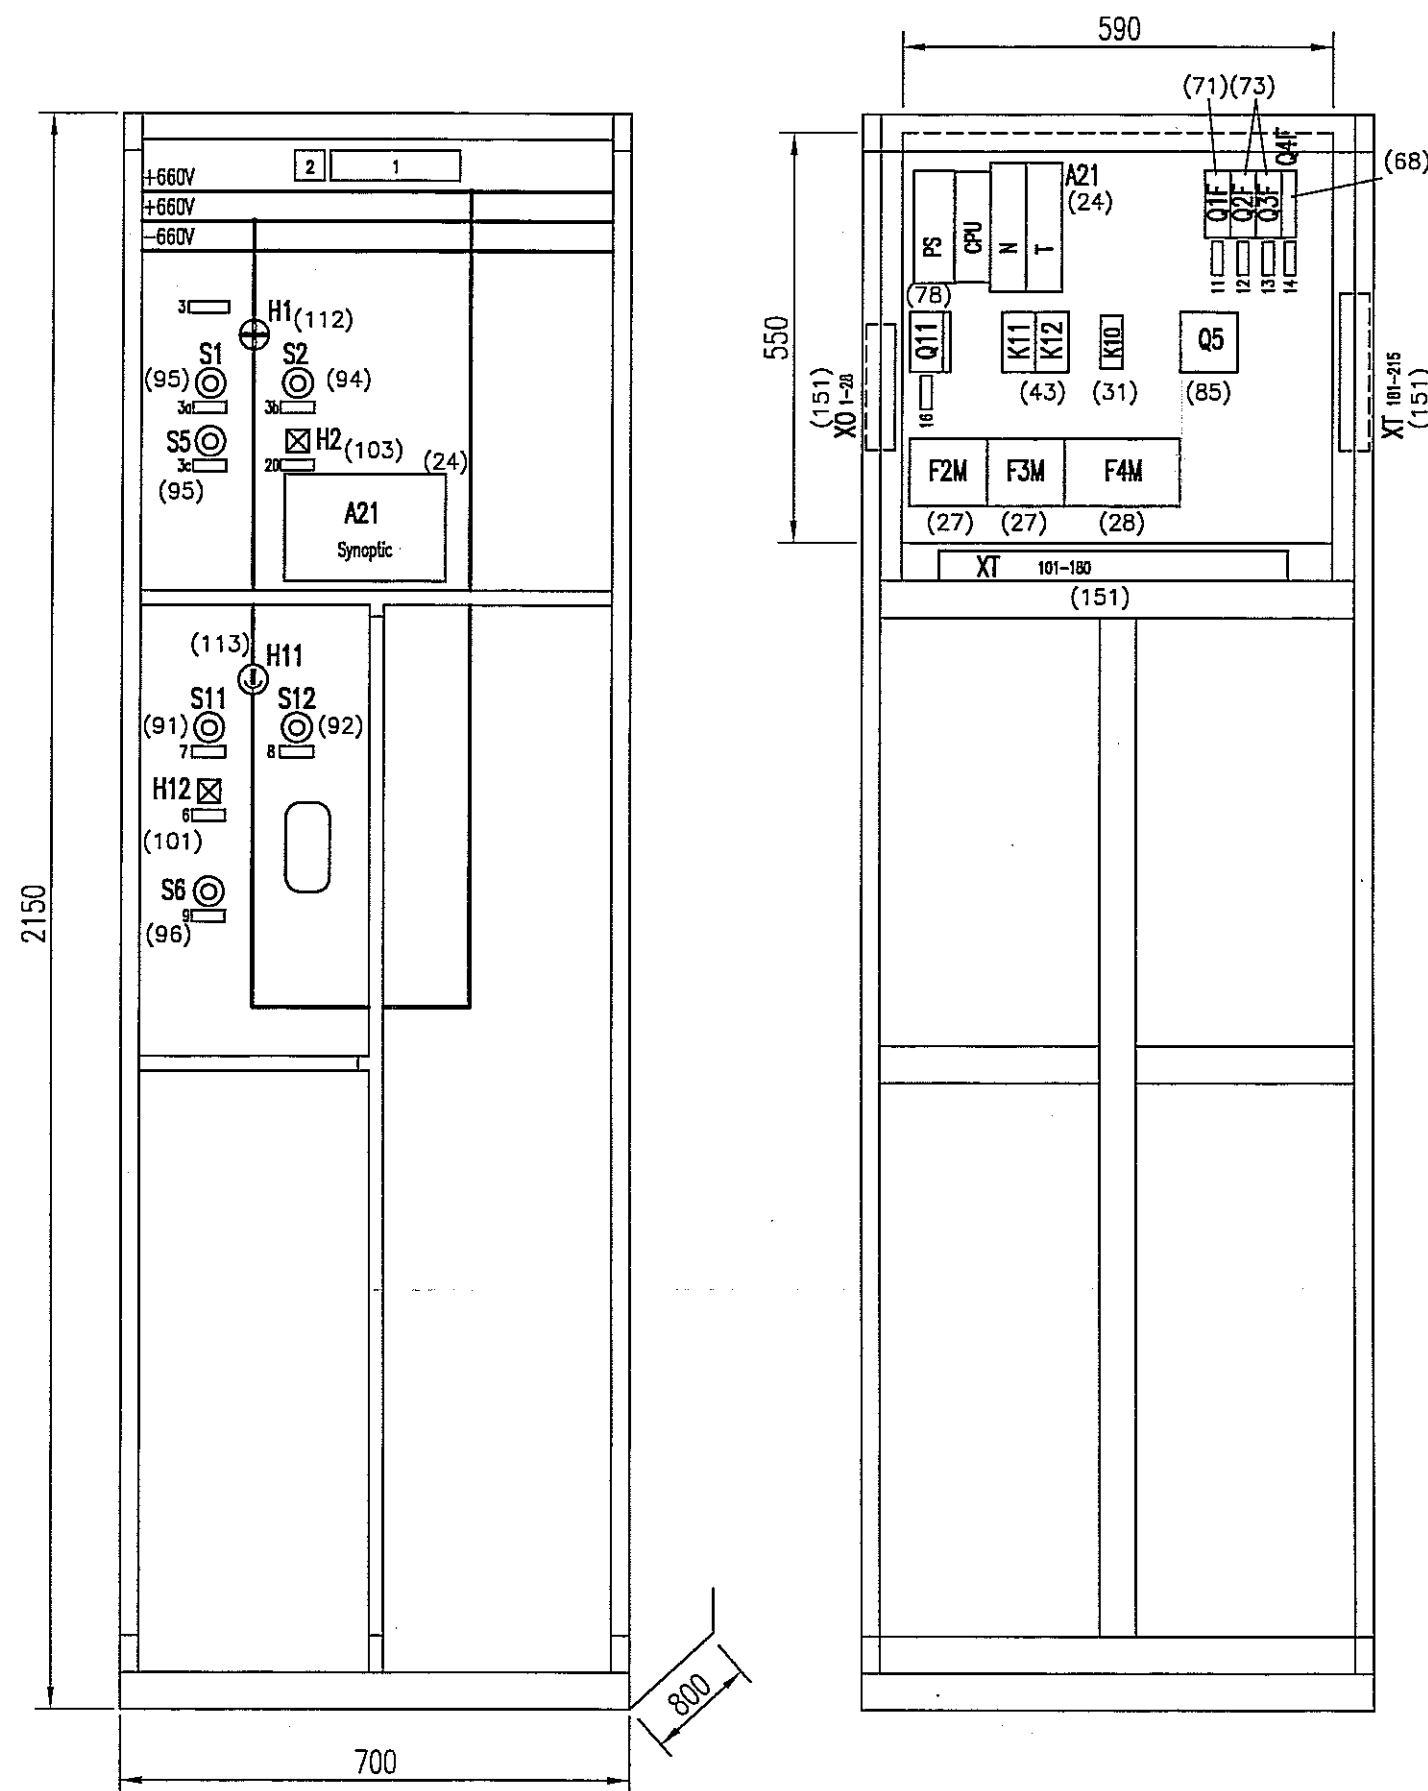 2 1
+660V
+660V
-660V
3
H1 (112)
S1 S2
(95) (94)
3a 3b
S5 H2 (103)
3c 20 (24)
(95)
A21
Synoptic
(113) H11
S11 S12
(91) (92)
7 8
H12
6
(101)
S6
9
(96)
2150
700
800
590
(71) (73)
Q4F
(68)
A21
(24)
PS CPU N T
Q1F Q2F Q3F
11 12 13 14
(78)
550
Q11 K11 K12 K10 Q5
(43) (31) (85)
16
XO 1-28
(151)
XT 181-215
(151)
F2M F3M F4M
(27) (27) (28)
XT 101-180
(151)